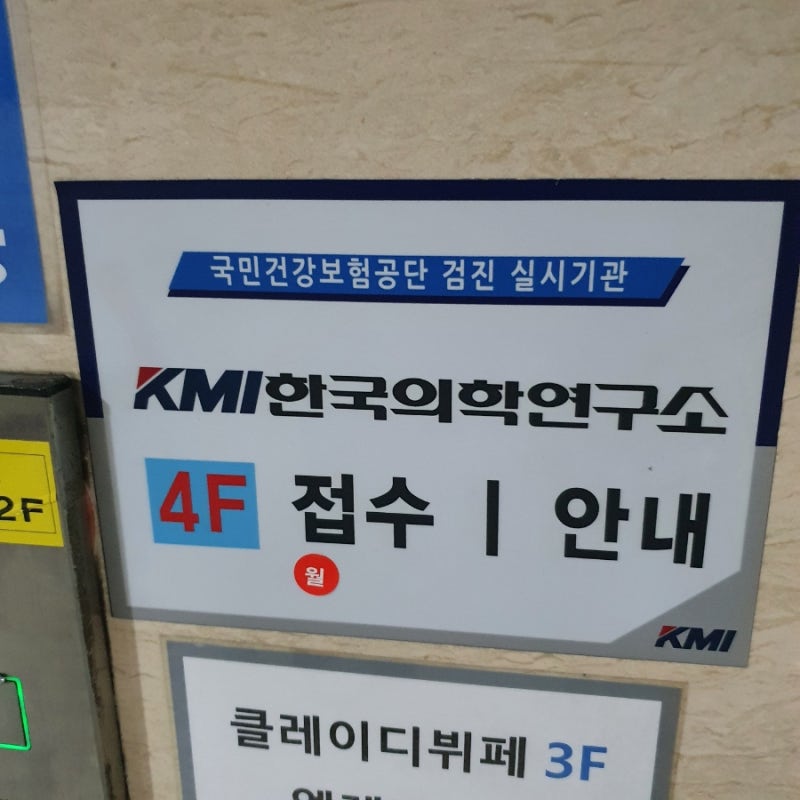 국민건강보험공단 검진 실시기관
KMI한국의학연구소
4F 접수 | 안내
월
KMI
2F
클레이디뷔페 3F